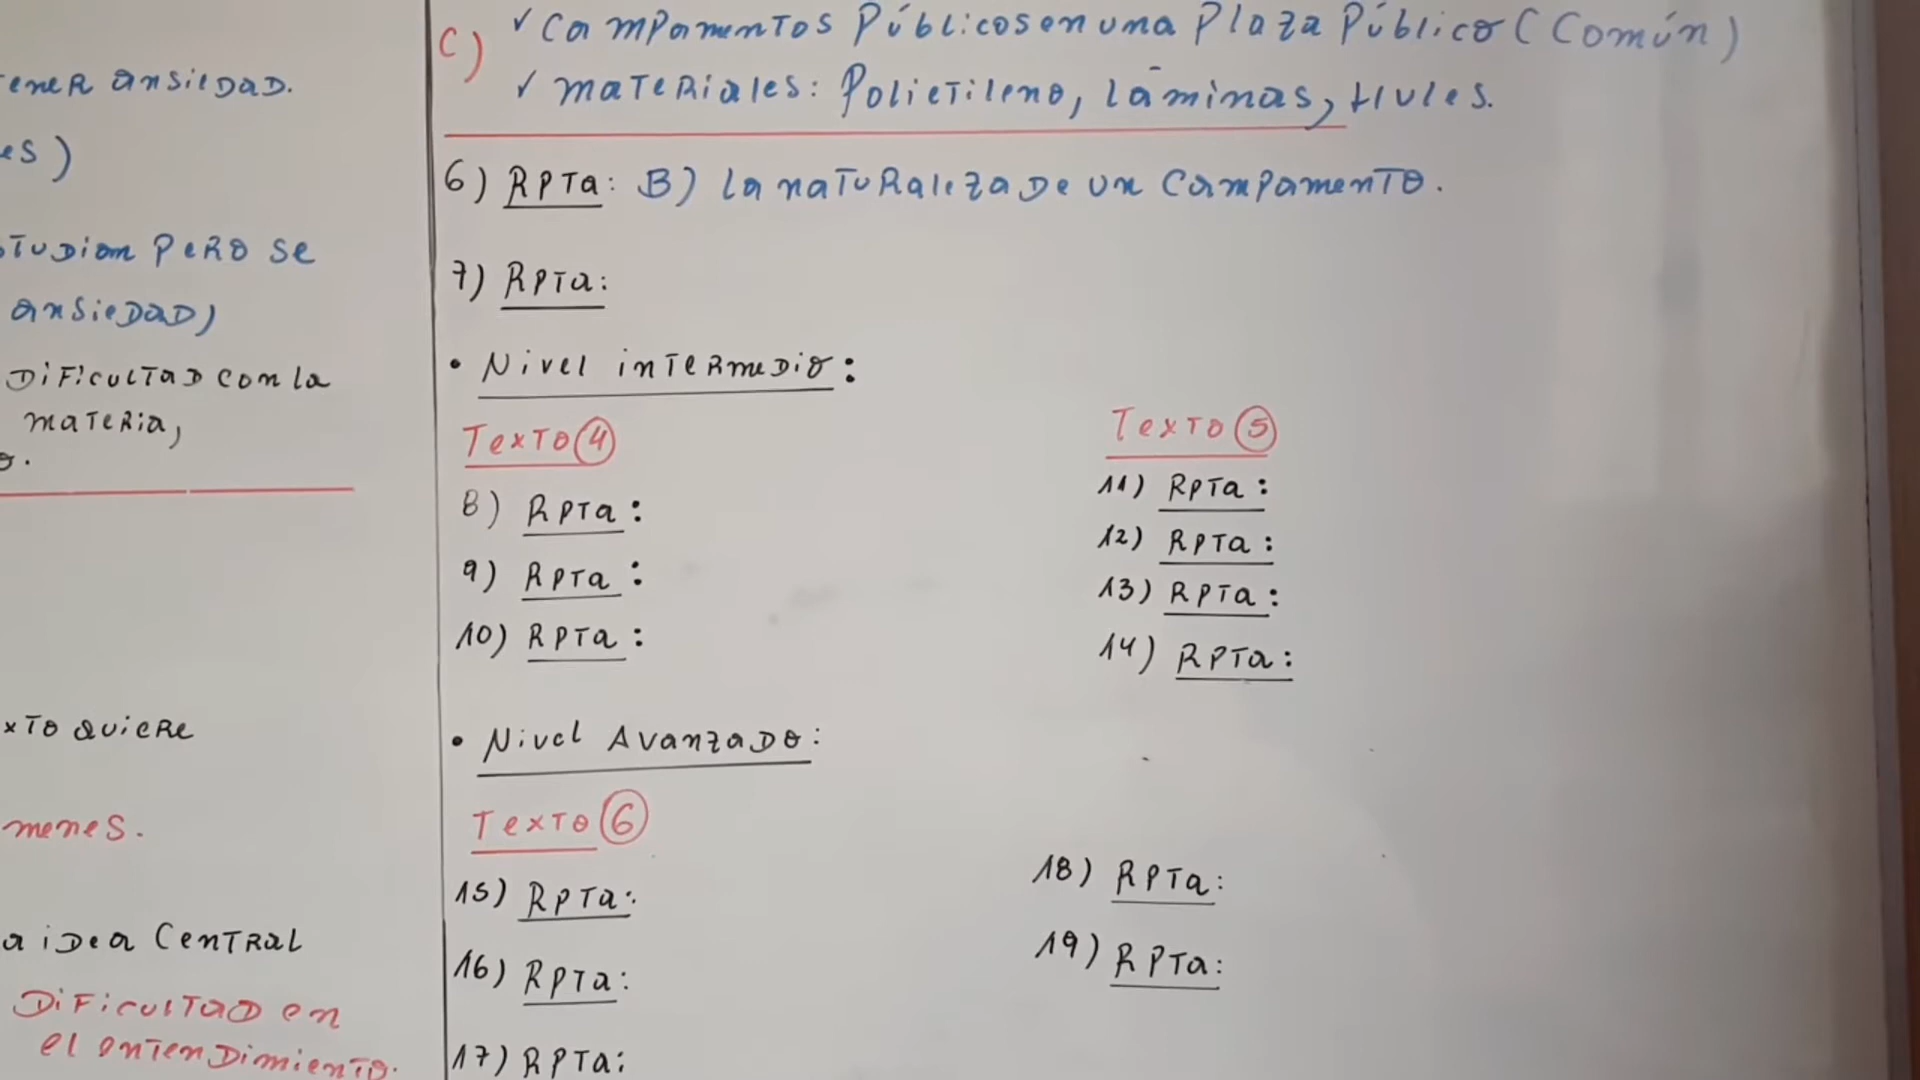 ener ansiedad.
es)
tudian pero se
ansiedad)
Dificultad con la
materia,
o.
xto quiere
menes.
a idea central
Dificultad en
el entendimiento.
C) ✓ Campamentos Públicos en una Plaza Público (Común)
✓ materiales: Polietileno, láminas, Hules.
6) Rpta: B) la naturaleza de un campamento.
7) Rpta:
• Nivel intermedio:
Texto 4
8) Rpta:
9) Rpta:
10) Rpta:
Texto 5
11) Rpta:
12) Rpta:
13) Rpta:
14) Rpta:
• Nivel Avanzado:
Texto 6
15) Rpta:
16) Rpta:
17) Rpta:
18) Rpta:
19) Rpta: